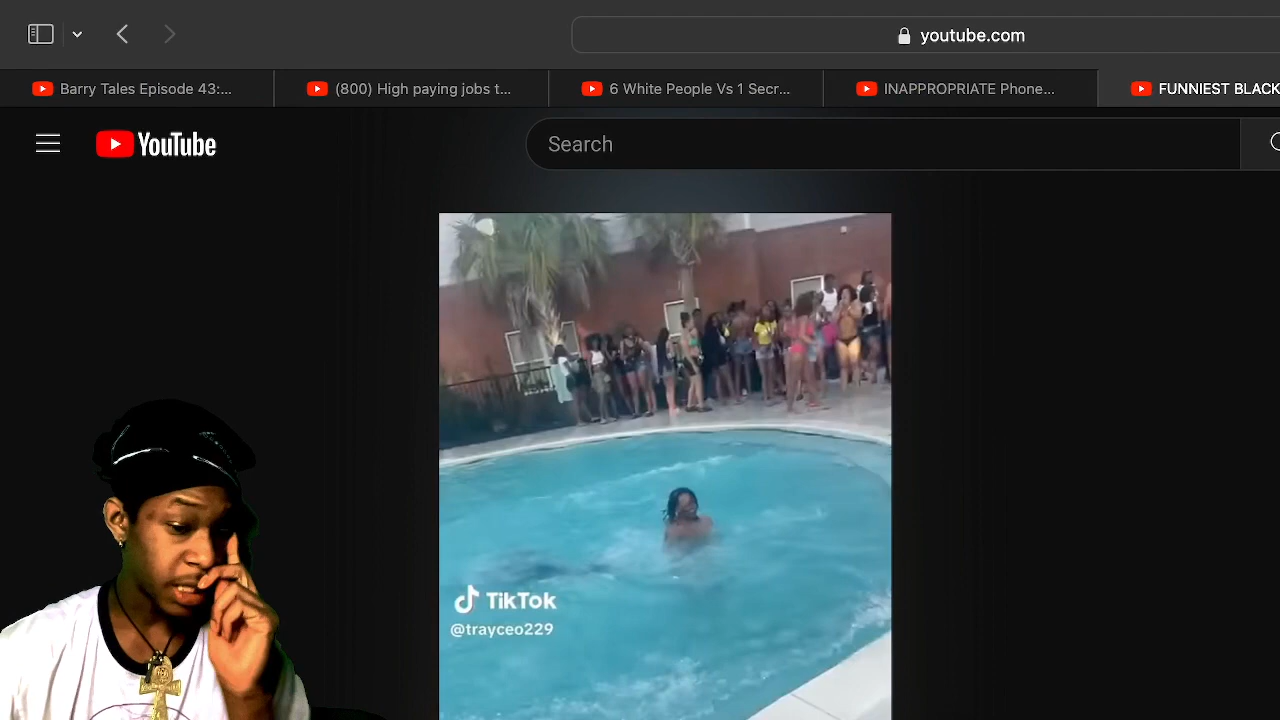 youtube.com
Barry Tales Episode 43:...
(800) High paying jobs t...
6 White People Vs 1 Secr...
INAPPROPRIATE Phone...
FUNNIEST BLACK
YouTube
Search
TikTok
@trayceo229